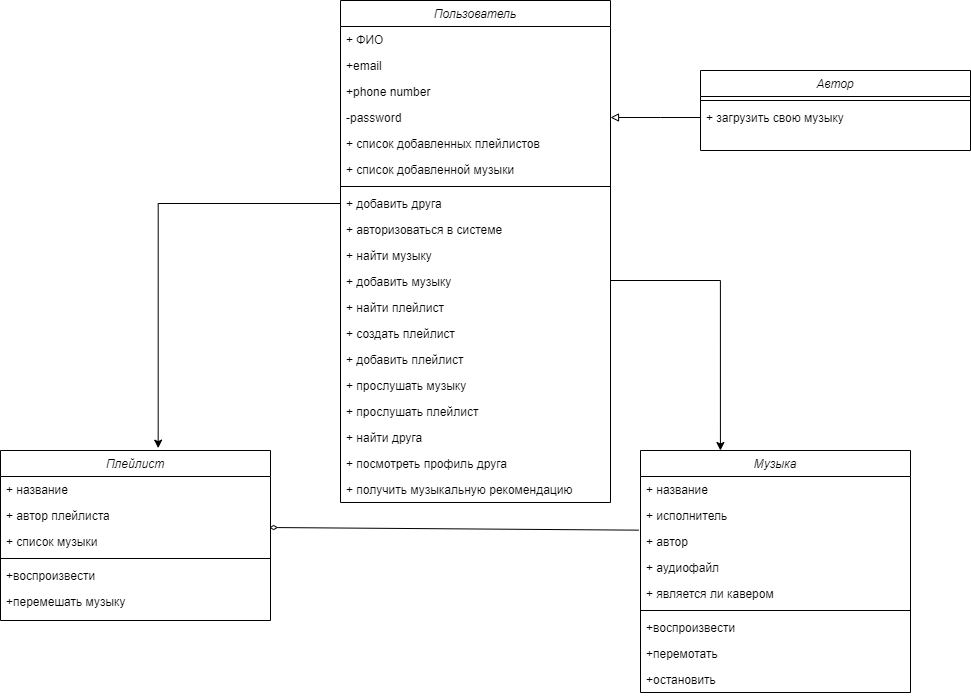 Пользователь
+ ФИО
+email
+phone number
-password
+ список добавленных плейлистов
+ список добавленной музыки
+ добавить друга
+ авторизоваться в системе
+ найти музыку
+ добавить музыку
+ найти плейлист
+ создать плейлист
+ добавить плейлист
+ прослушать музыку
+ прослушать плейлист
+ найти друга
+ посмотреть профиль друга
+ получить музыкальную рекомендацию
Автор
+ загрузить свою музыку
Плейлист
+ название
+ автор плейлиста
+ список музыки
+воспроизвести
+перемешать музыку
Музыка
+ название
+ исполнитель
+ автор
+ аудиофайл
+ является ли кавером
+воспроизвести
+перемотать
+остановить